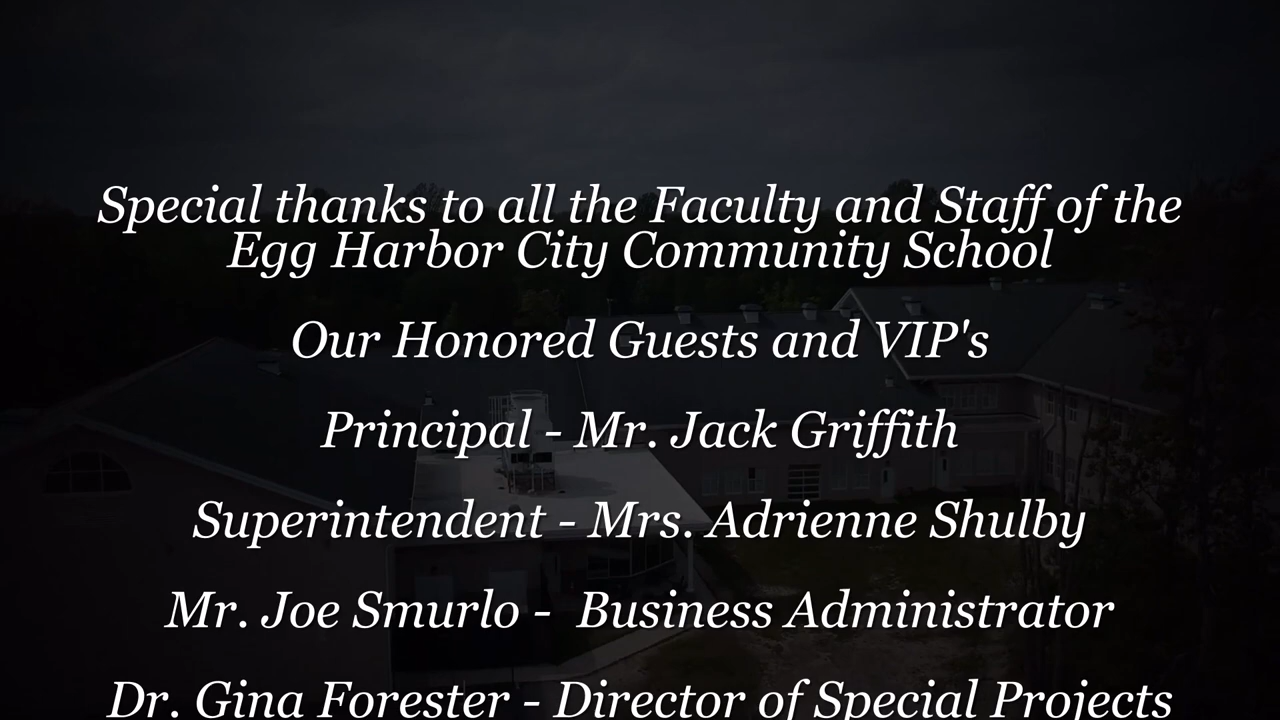 Special thanks to all the Faculty and Staff of the
Egg Harbor City Community School
Our Honored Guests and VIP's
Principal - Mr. Jack Griffith
Superintendent - Mrs. Adrienne Shulby
Mr. Joe Smurlo -  Business Administrator
Dr. Gina Forester - Director of Special Projects